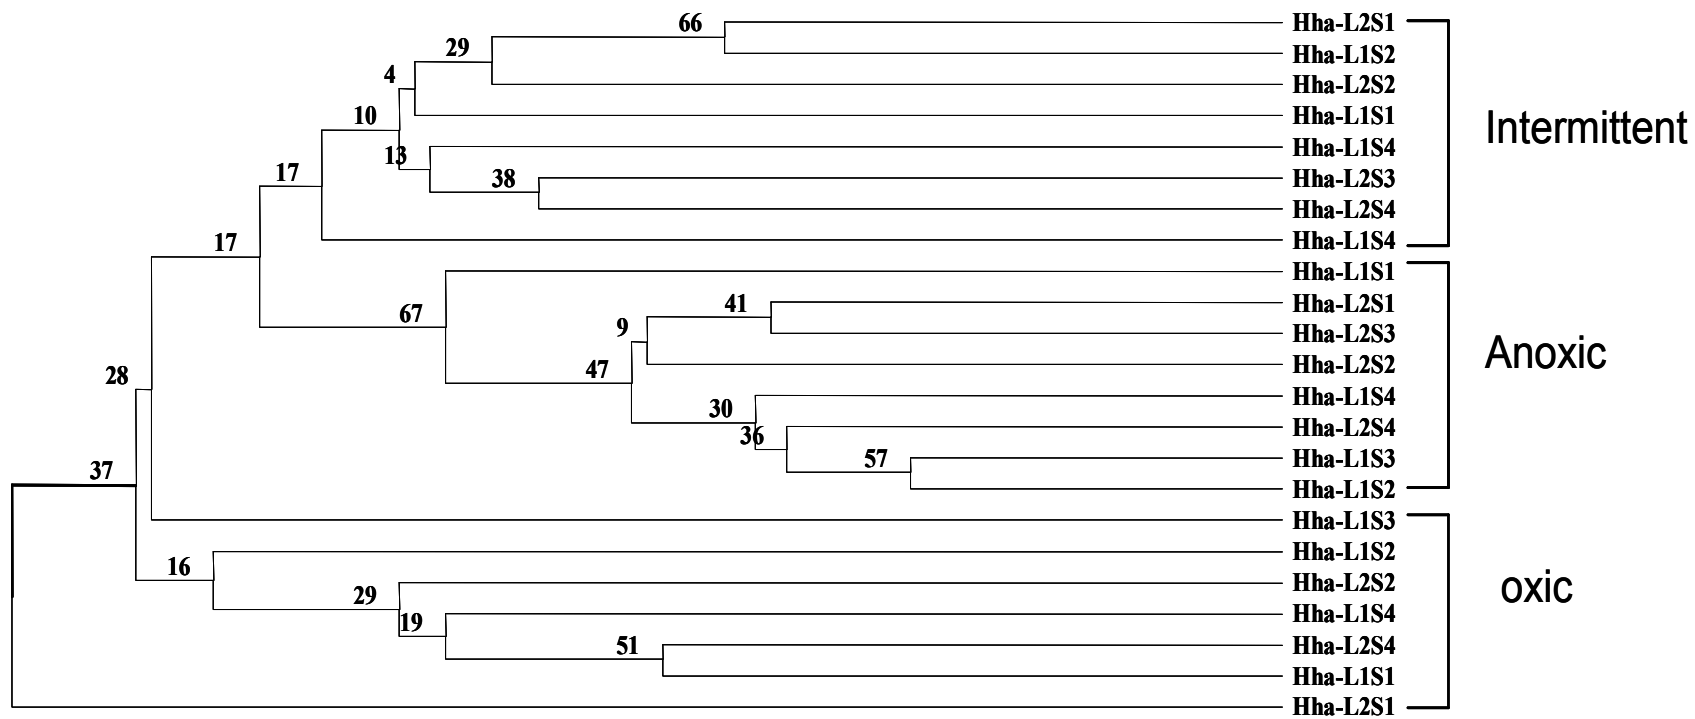 66 Hha-L2S1
29 Hha-L1S2
4 Hha-L2S2
10 Hha-L1S1
Intermittent
13 Hha-L1S4
17 38 Hha-L2S3
Hha-L2S4
17 Hha-L1S4
Hha-L1S1
67 41 Hha-L2S1
9 Hha-L2S3
Anoxic
28 47 Hha-L2S2
30 Hha-L1S4
36 Hha-L2S4
37 57 Hha-L1S3
Hha-L1S2
Hha-L1S3
16 Hha-L1S2
29 Hha-L2S2
oxic
19 Hha-L1S4
51 Hha-L2S4
Hha-L1S1
Hha-L2S1